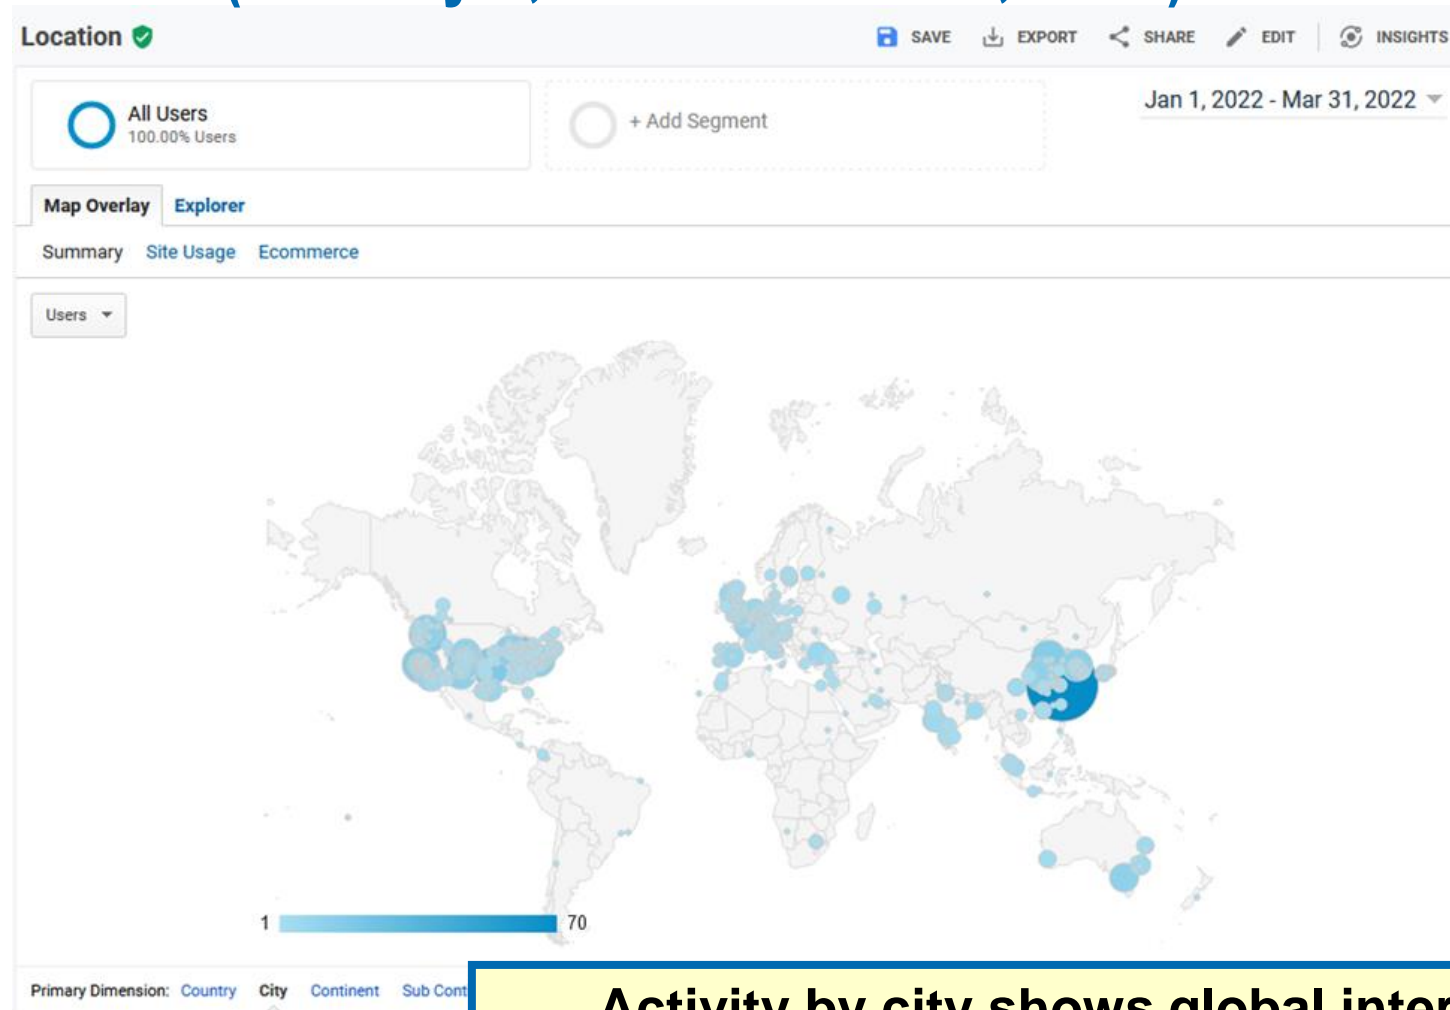 Location SAVE EXPORT SHARE EDIT INSIGHTS
All Users
100.00% Users
+ Add Segment
Jan 1, 2022 - Mar 31, 2022
Map Overlay Explorer
Summary Site Usage Ecommerce
Users
1 70
Primary Dimension: Country City Continent Sub Cont
Activity by city shows global inter